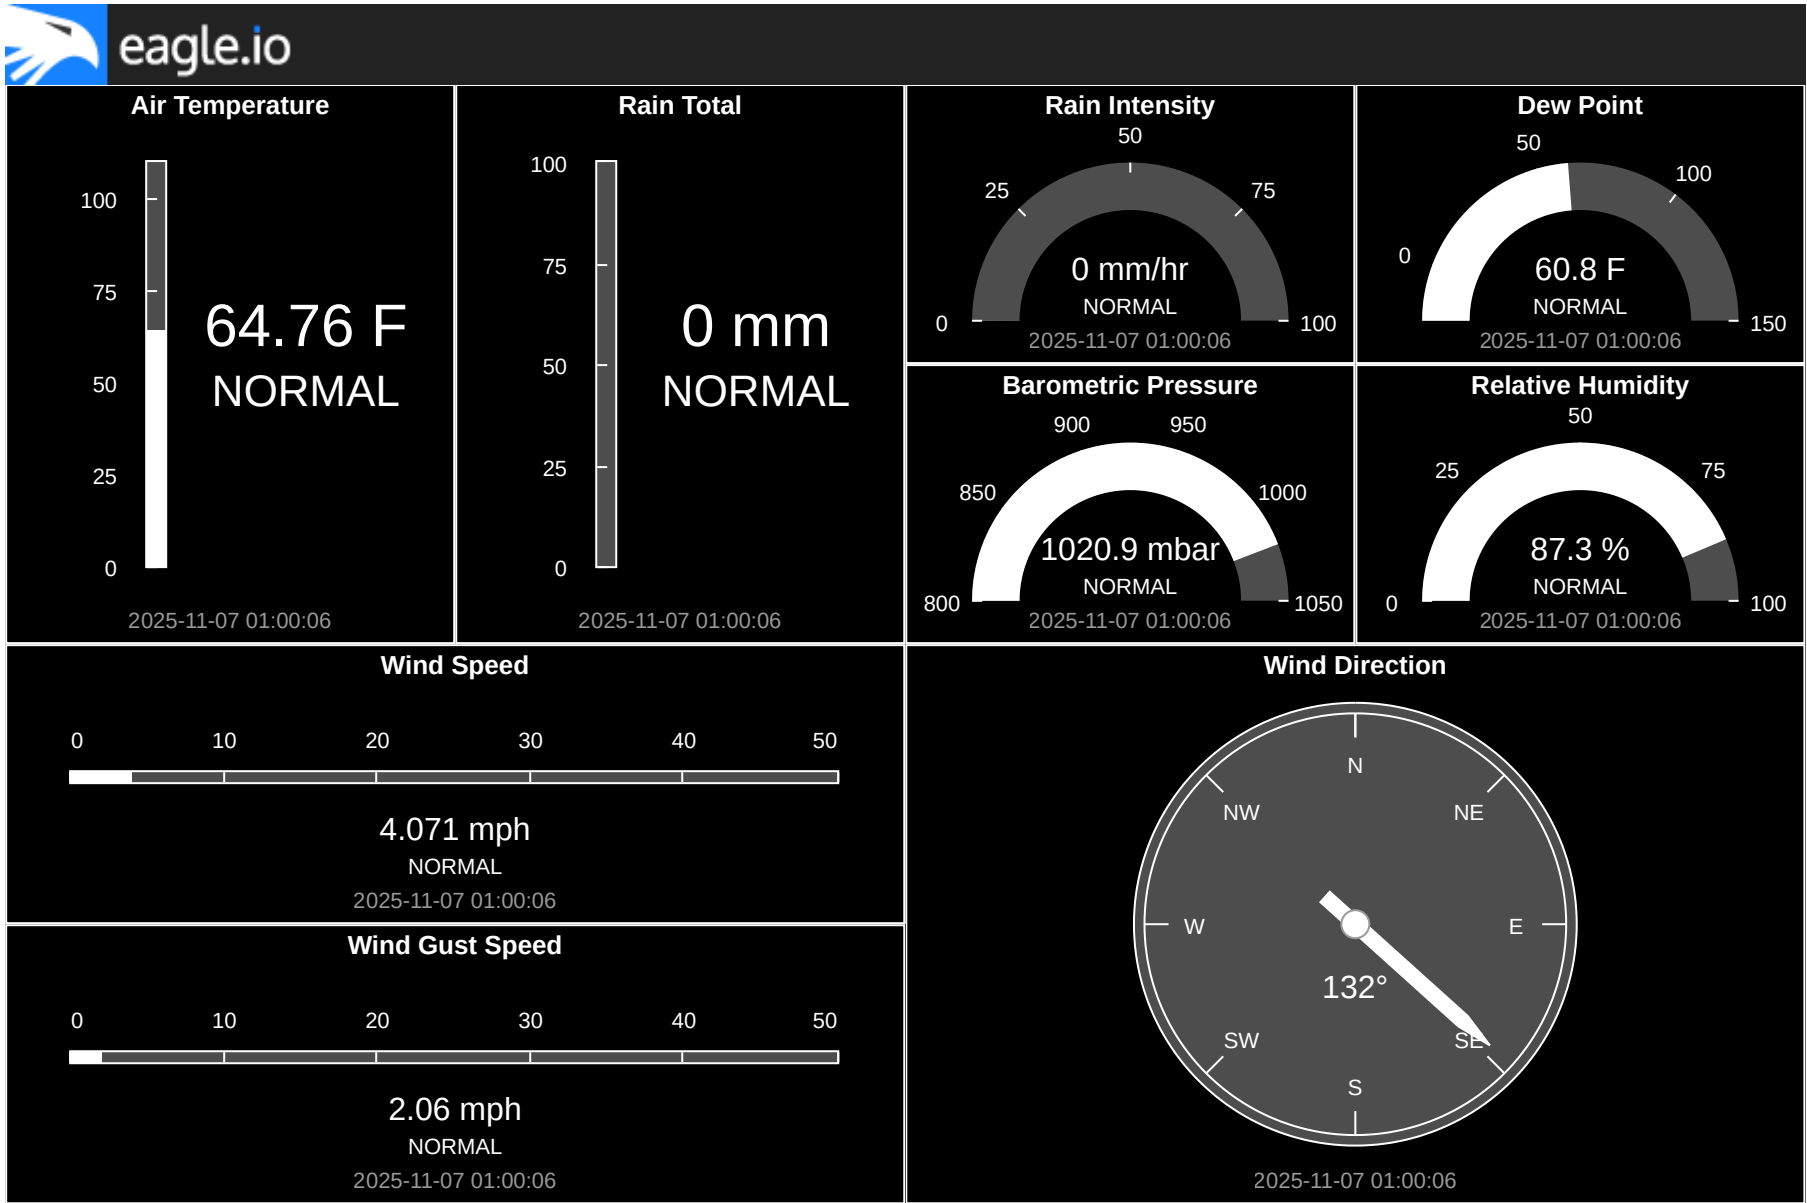 eagle.io
Air Temperature
100
75
50
25
0
64.76 F
NORMAL
2025-11-07 01:00:06
Rain Total
100
75
50
25
0
0 mm
NORMAL
2025-11-07 01:00:06
Rain Intensity
0
25
50
75
100
0 mm/hr
NORMAL
2025-11-07 01:00:06
Dew Point
0
50
100
150
60.8 F
NORMAL
2025-11-07 01:00:06
Barometric Pressure
800
850
900
950
1000
1050
1020.9 mbar
NORMAL
2025-11-07 01:00:06
Relative Humidity
0
25
50
75
100
87.3 %
NORMAL
2025-11-07 01:00:06
Wind Speed
0 10 20 30 40 50
4.071 mph
NORMAL
2025-11-07 01:00:06
Wind Gust Speed
0 10 20 30 40 50
2.06 mph
NORMAL
2025-11-07 01:00:06
Wind Direction
N
NW NE
W E
132°
SW SE
S
2025-11-07 01:00:06